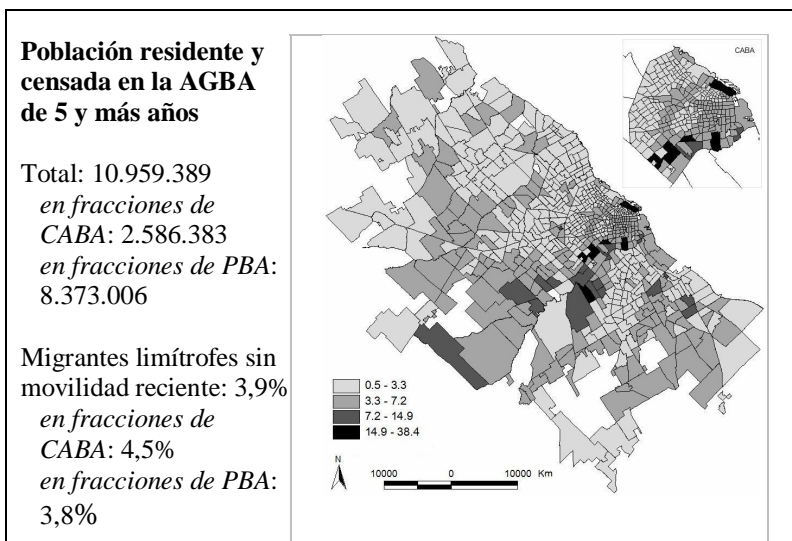 Población residente y
censada en la AGBA
de 5 y más años
Total: 10.959.389
en fracciones de
CABA: 2.586.383
en fracciones de PBA:
8.373.006
Migrantes limítrofes sin
movilidad reciente: 3,9%
en fracciones de
CABA: 4,5%
en fracciones de PBA:
3,8%
CABA
0.5 - 3.3
3.3 - 7.2
7.2 - 14.9
14.9 - 38.4
N
10000 0 10000 Km